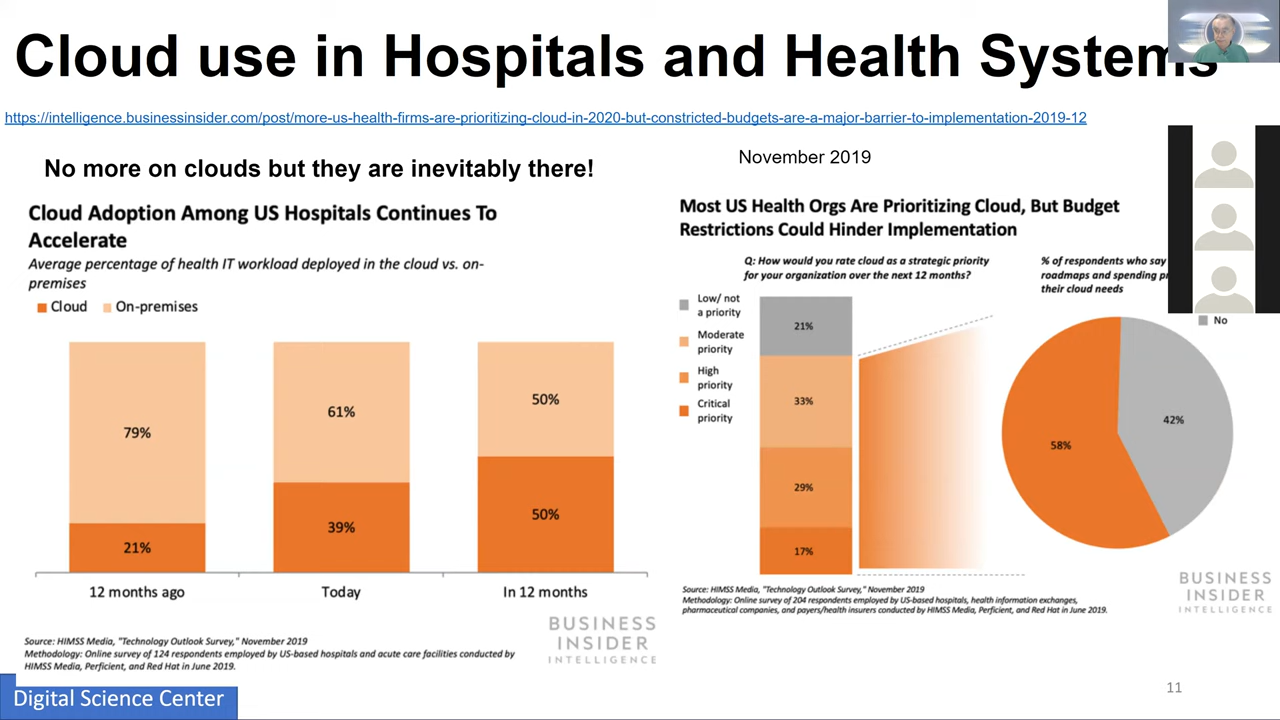 Cloud use in Hospitals and Health Systems
https://intelligence.businessinsider.com/post/more-us-health-firms-are-prioritizing-cloud-in-2020-but-constricted-budgets-are-a-major-barrier-to-implementation-2019-12
No more on clouds but they are inevitably there!
November 2019
Cloud Adoption Among US Hospitals Continues To
Accelerate
Average percentage of health IT workload deployed in the cloud vs. on-
premises
Cloud
On-premises
79%
61%
50%
21%
39%
50%
12 months ago
Today
In 12 months
Source: HIMSS Media, "Technology Outlook Survey," November 2019
Methodology: Online survey of 124 respondents employed by US-based hospitals and acute care facilities conducted by
HIMSS Media, Perficient, and Red Hat in June 2019.
BUSINESS
INSIDER
INTELLIGENCE
Most US Health Orgs Are Prioritizing Cloud, But Budget
Restrictions Could Hinder Implementation
Q: How would you rate cloud as a strategic priority
for your organization over the next 12 months?
Low/ not
a priority
Moderate
priority
High
priority
Critical
priority
21%
33%
29%
17%
% of respondents who say
roadmaps and spending
their cloud needs
No
58%
42%
Source: HIMSS Media, "Technology Outlook Survey," November 2019
Methodology: Online survey of 204 respondents employed by US-based hospitals, health information exchanges,
pharmaceutical companies, and payers/health insurers conducted by HIMSS Media, Perficient, and Red Hat in June 2019.
BUSINESS
INSIDER
INTELLIGENCE
Digital Science Center
11